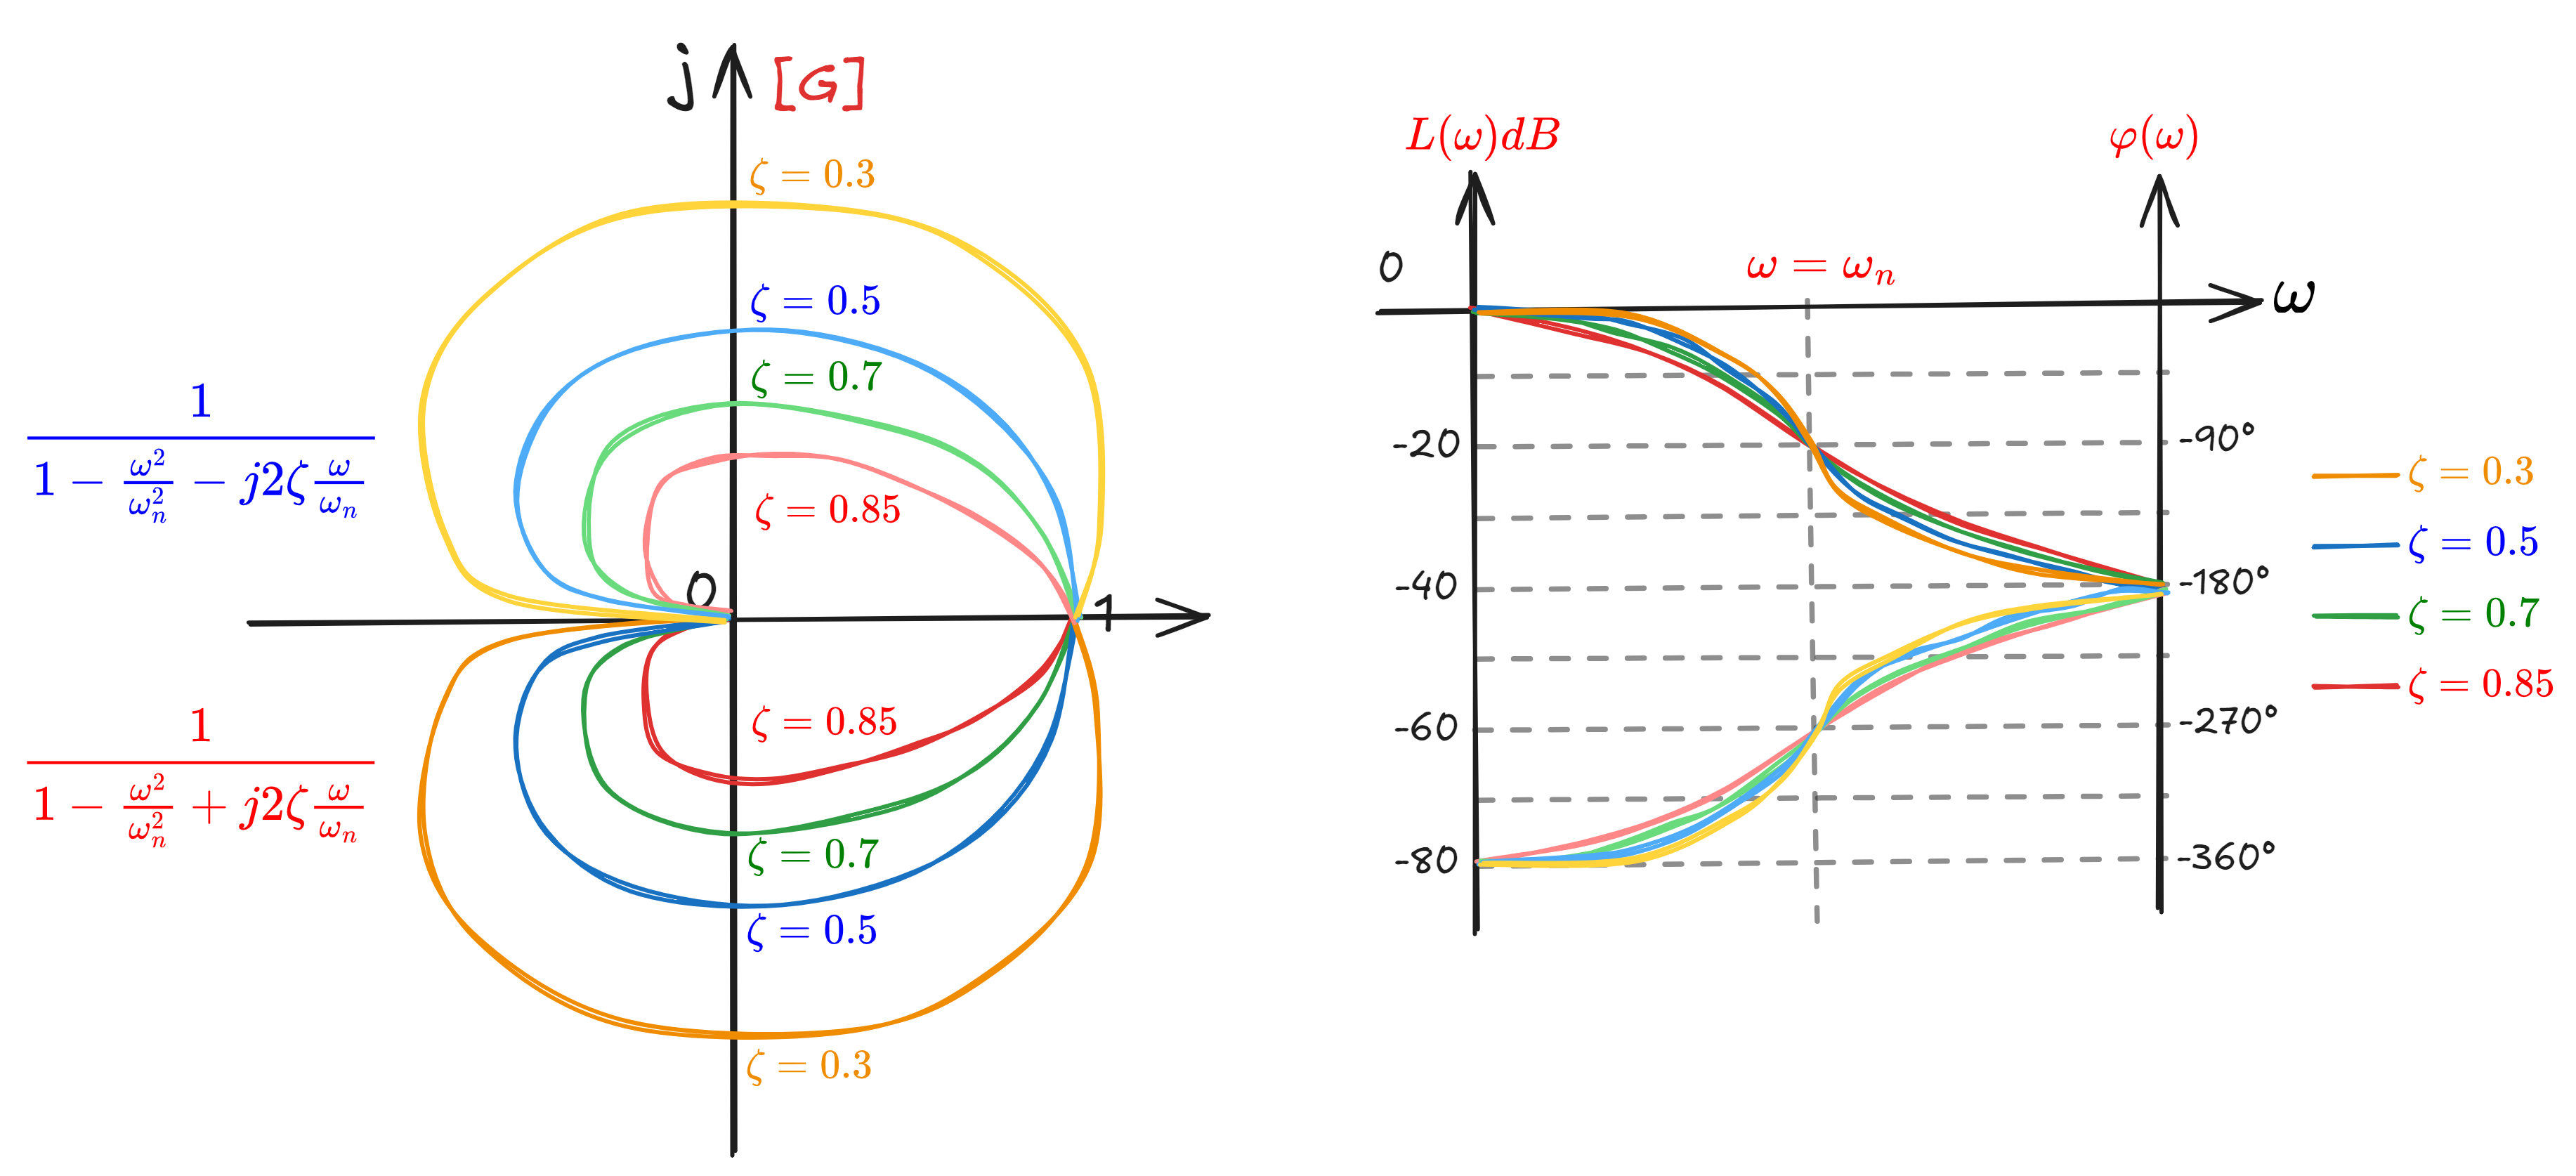 j [G]
ζ = 0.3
ζ = 0.5
ζ = 0.7
ζ = 0.85
0
1
ζ = 0.85
ζ = 0.7
ζ = 0.5
ζ = 0.3
1
1 − ω²/ωₙ² − j2ζ ω/ωₙ
1
1 − ω²/ωₙ² + j2ζ ω/ωₙ
L(ω)dB
φ(ω)
0
ω = ωₙ
ω
-20
-40
-60
-80
-90°
-180°
-270°
-360°
ζ = 0.3
ζ = 0.5
ζ = 0.7
ζ = 0.85